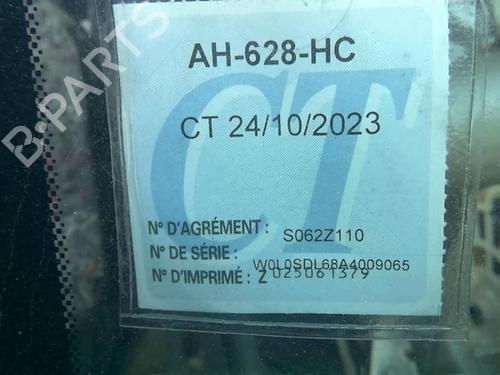 AH-628-HC
CT
CT 24/10/2023
N° D'AGRÉMENT : S062Z110
N° DE SÉRIE : W0L0SDL68A4009065
N° D'IMPRIMÉ : Z 025061379
B-PARTS